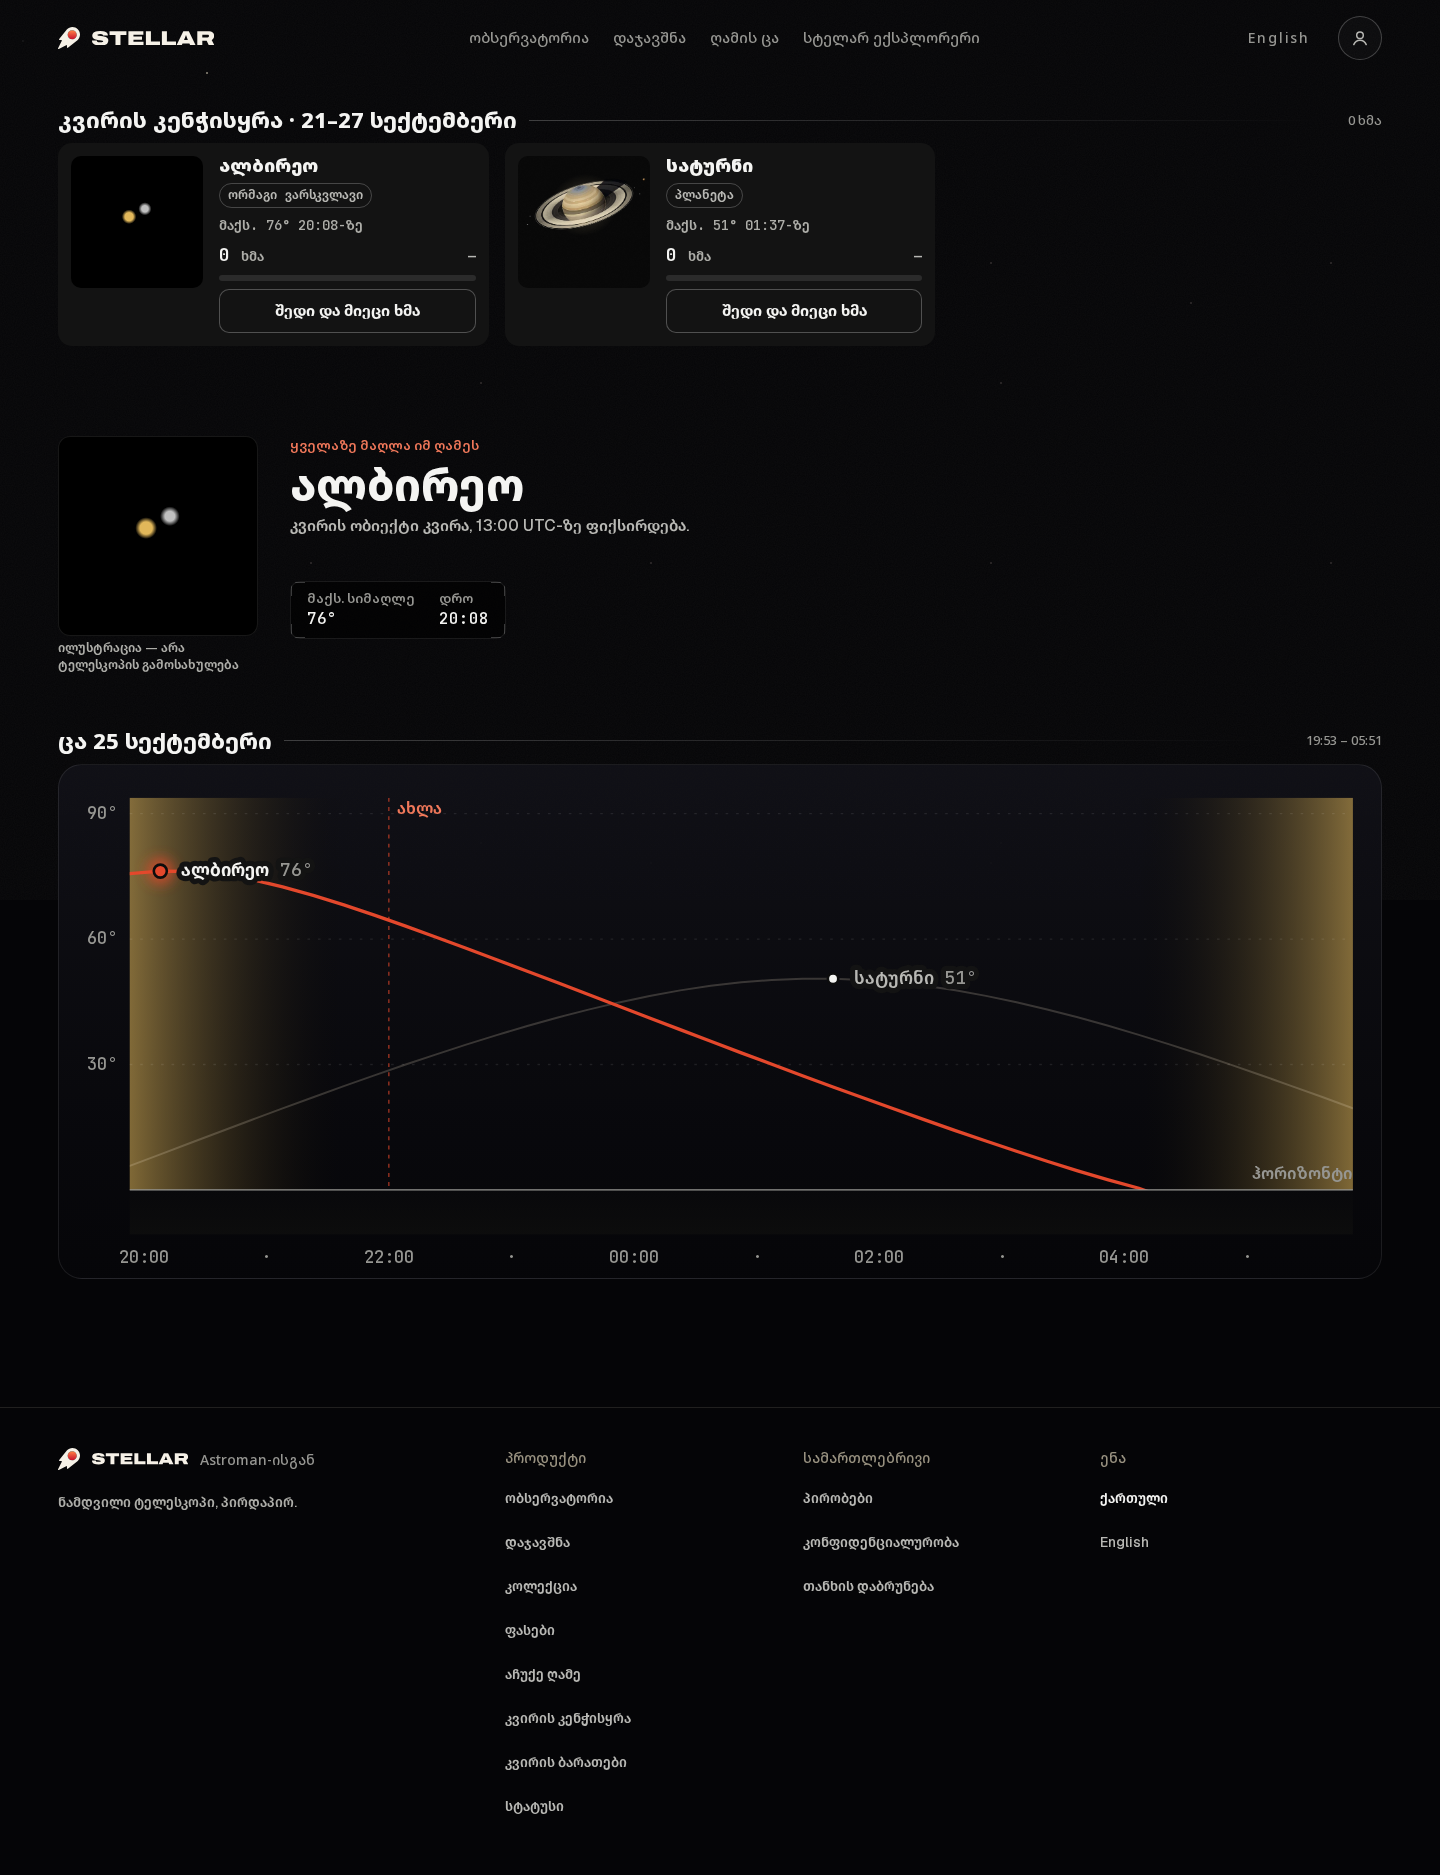 STELLAR
ობსერვატორია დაჯავშნა ღამის ცა სტელარ ექსპლორერი
English
კვირის კენჭისყრა · 21–27 სექტემბერი
0 ხმა
ალბირეო
ორმაგი ვარსკვლავი
მაქს. 76° 20:08-ზე
0 ხმა –
შედი და მიეცი ხმა
სატურნი
პლანეტა
მაქს. 51° 01:37-ზე
0 ხმა –
შედი და მიეცი ხმა
ყველაზე მაღლა იმ ღამეს
ალბირეო
კვირის ობიექტი კვირა, 13:00 UTC-ზე ფიქსირდება.
მაქს. სიმაღლე დრო
76° 20:08
ილუსტრაცია — არა
ტელესკოპის გამოსახულება
ცა 25 სექტემბერი
19:53 – 05:51
90°
ახლა
ალბირეო 76°
60°
სატურნი 51°
30°
ჰორიზონტი
20:00 · 22:00 · 00:00 · 02:00 · 04:00 ·
STELLAR Astroman-ისგან
ნამდვილი ტელესკოპი, პირდაპირ.
პროდუქტი
ობსერვატორია
დაჯავშნა
კოლექცია
ფასები
აჩუქე ღამე
კვირის კენჭისყრა
კვირის ბარათები
სტატუსი
სამართლებრივი
პირობები
კონფიდენციალურობა
თანხის დაბრუნება
ენა
ქართული
English